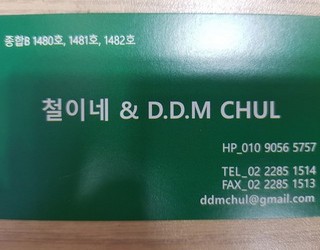 종합B 1480호, 1481호, 1482호
철이네 & D.D.M CHUL
HP_010 9056 5757
TEL_02 2285 1514
FAX_02 2285 1513
ddmchul@gmail.com